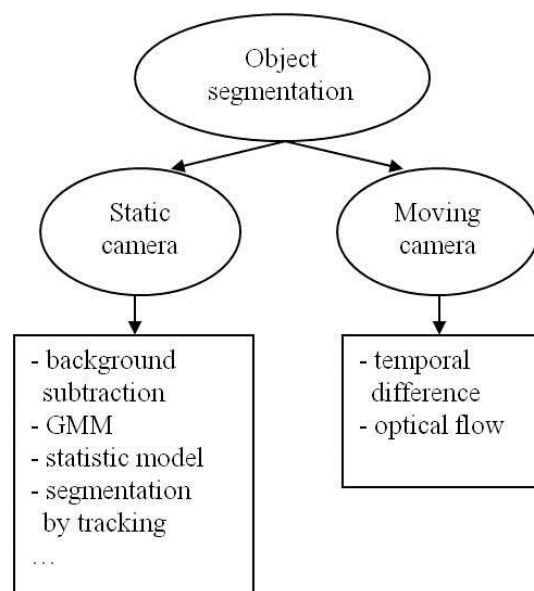 Object
segmentation
Static
camera
Moving
camera
- background
subtraction
- GMM
- statistic model
- segmentation
by tracking
…
- temporal
difference
- optical flow